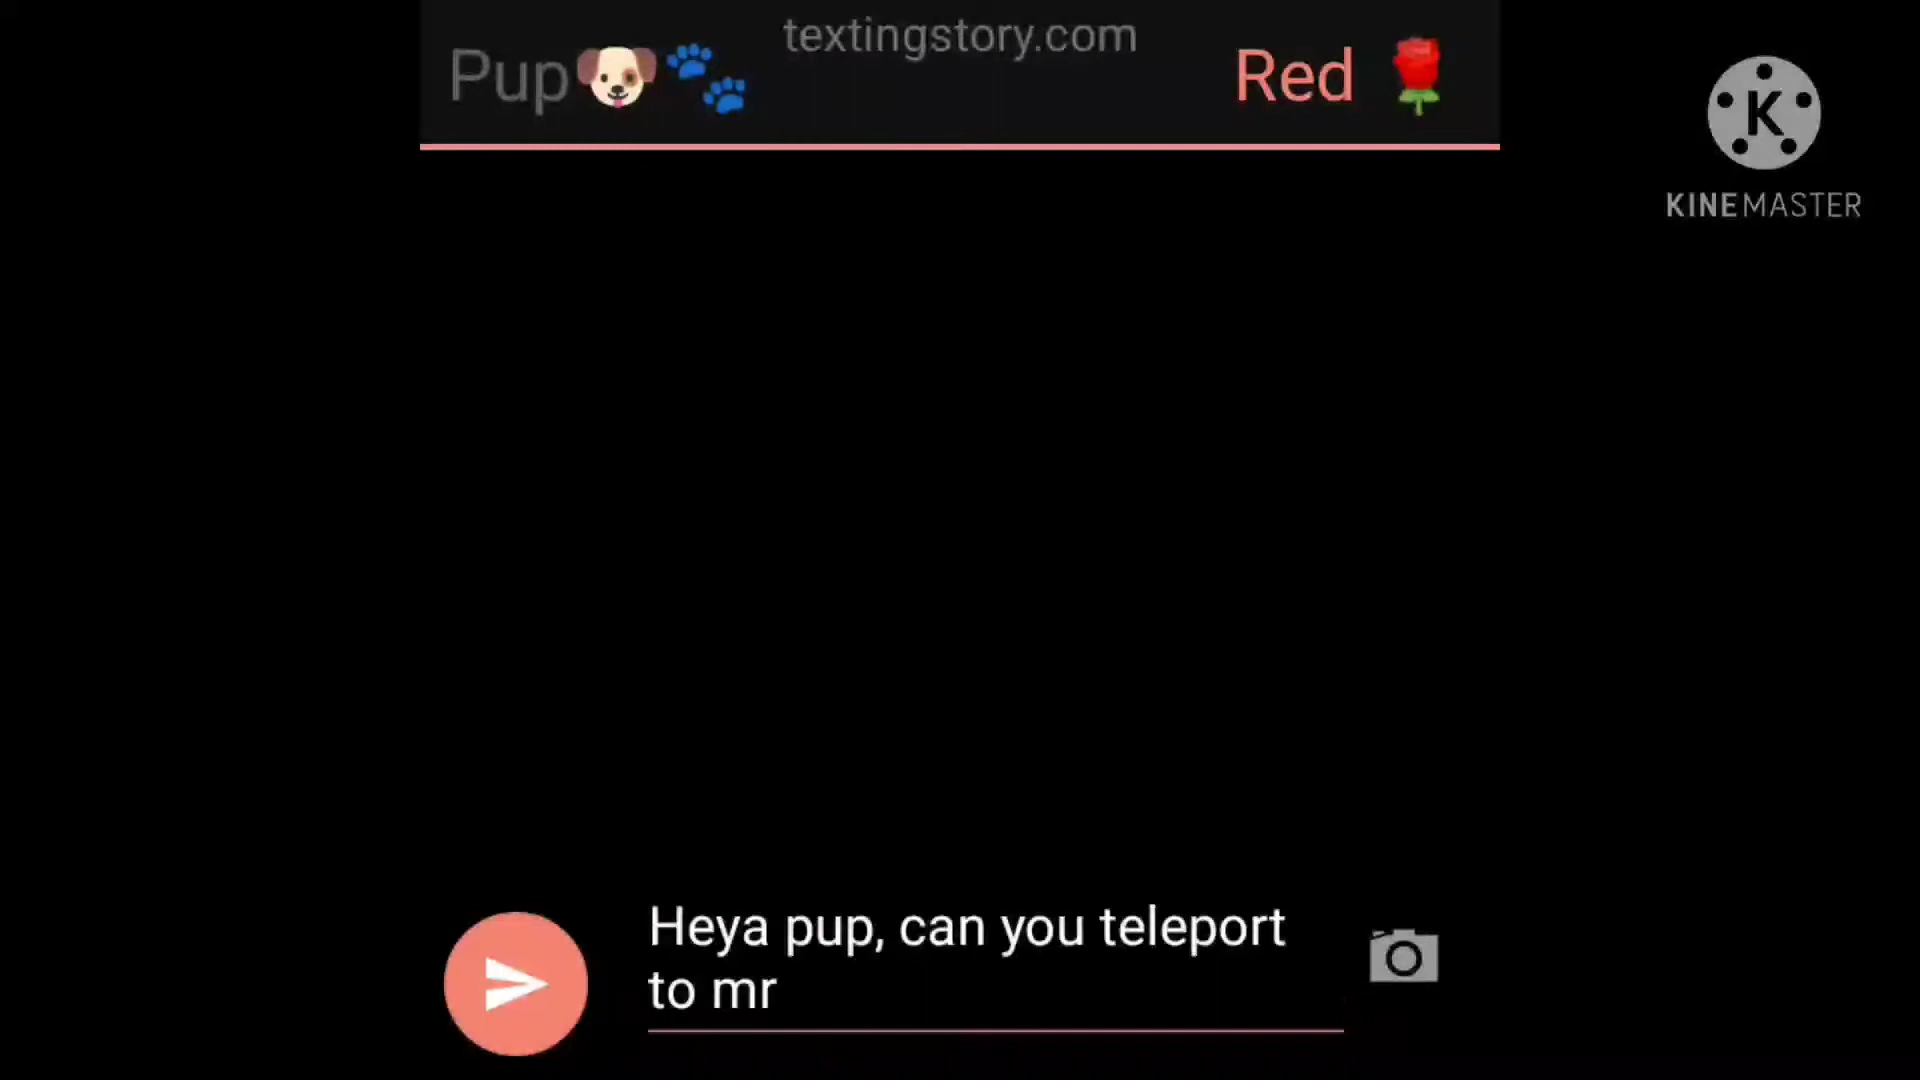 textingstory.com
Pup🐶🐾 Red 🌹
K
KINEMASTER
Heya pup, can you teleport
to mr